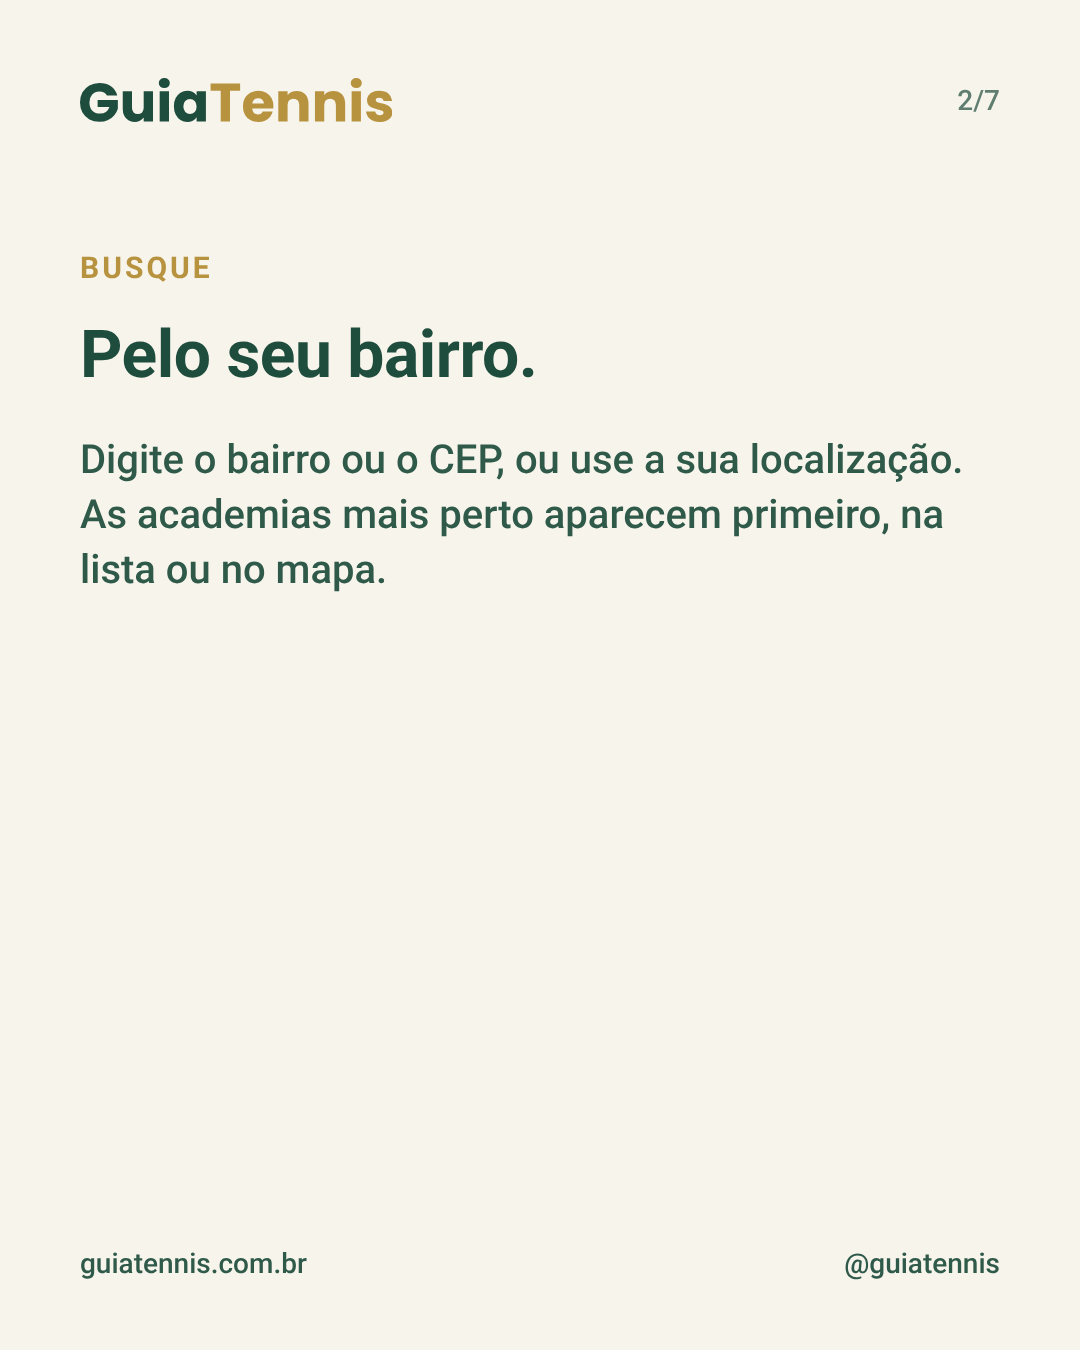 GuiaTennis
2/7
BUSQUE
Pelo seu bairro.
Digite o bairro ou o CEP, ou use a sua localização.
As academias mais perto aparecem primeiro, na
lista ou no mapa.
guiatennis.com.br
@guiatennis